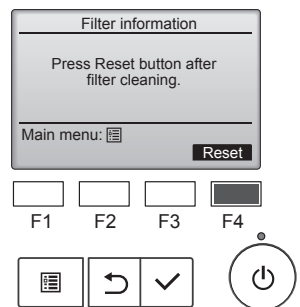 Filter information
Press Reset button after
filter cleaning.
Main menu:
Reset
F1 F2 F3 F4